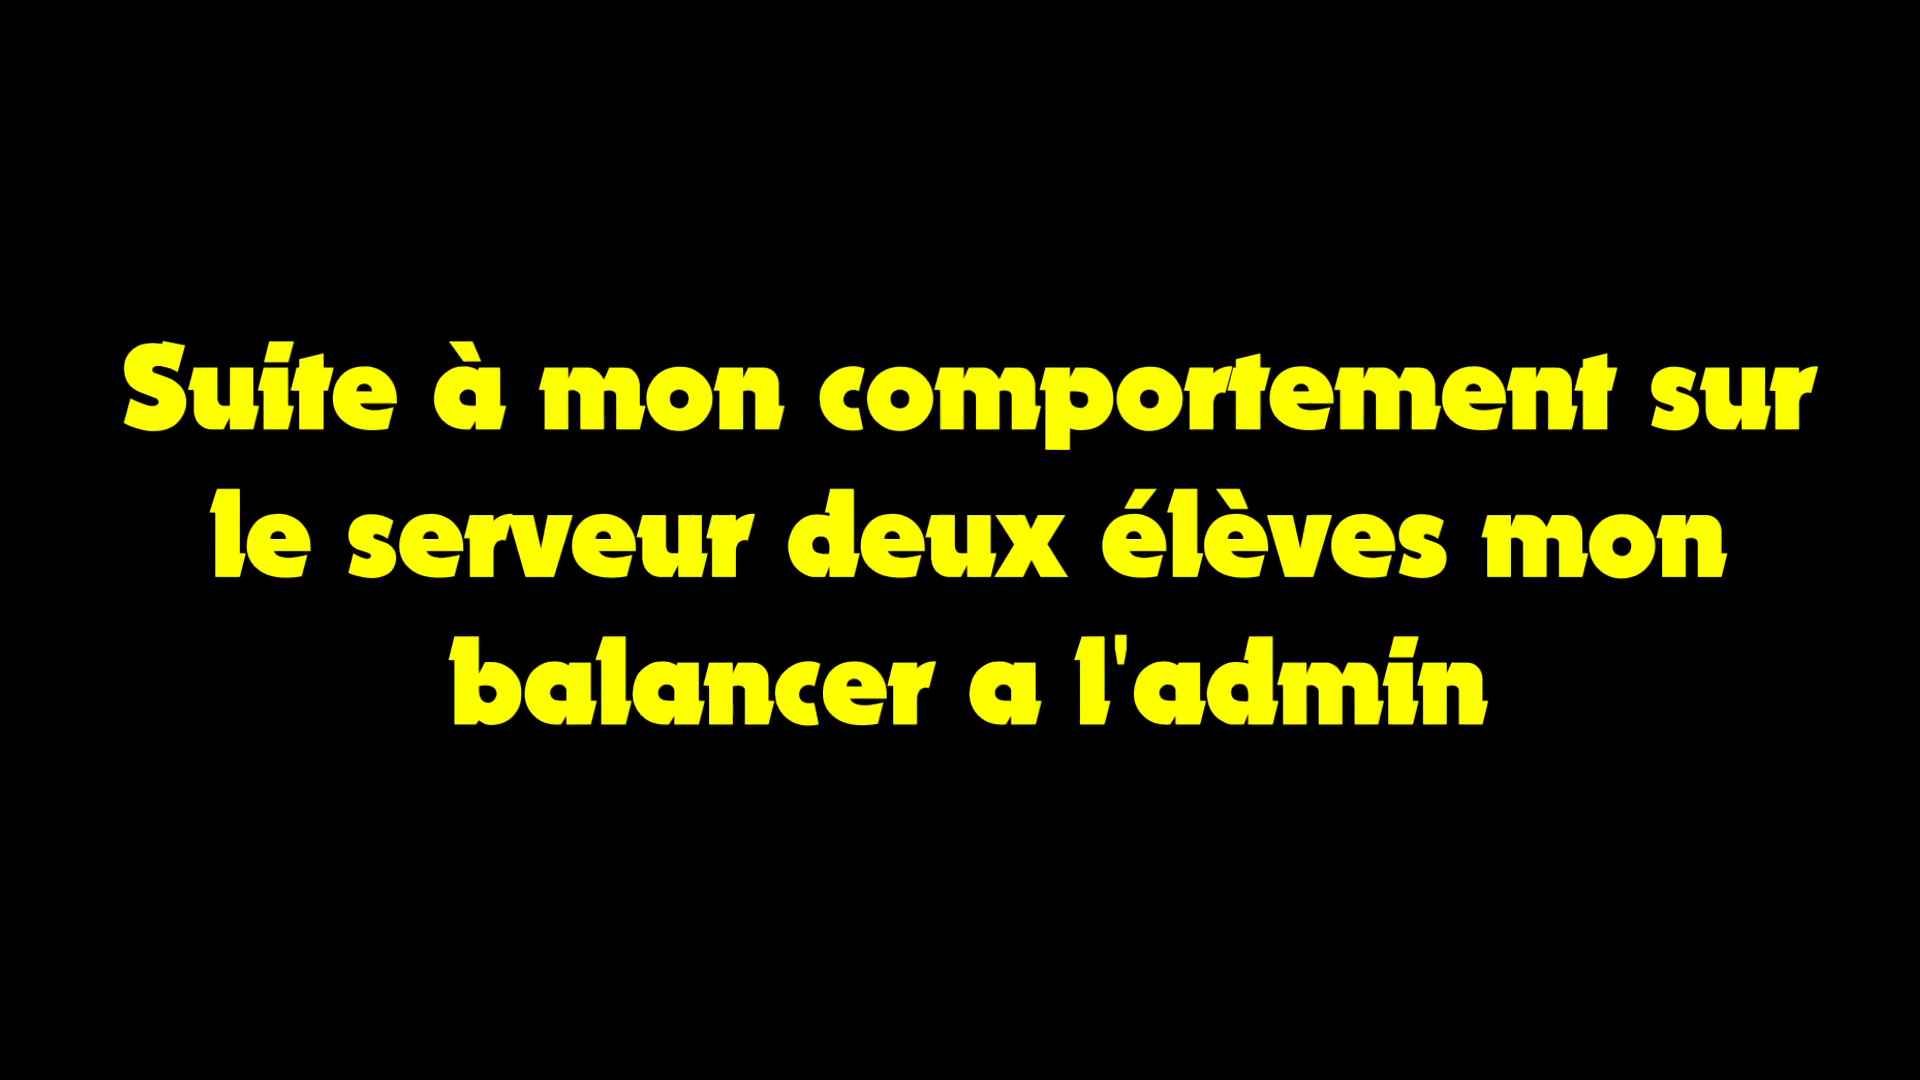 Suite à mon comportement sur
le serveur deux élèves mon
balancer a l'admin